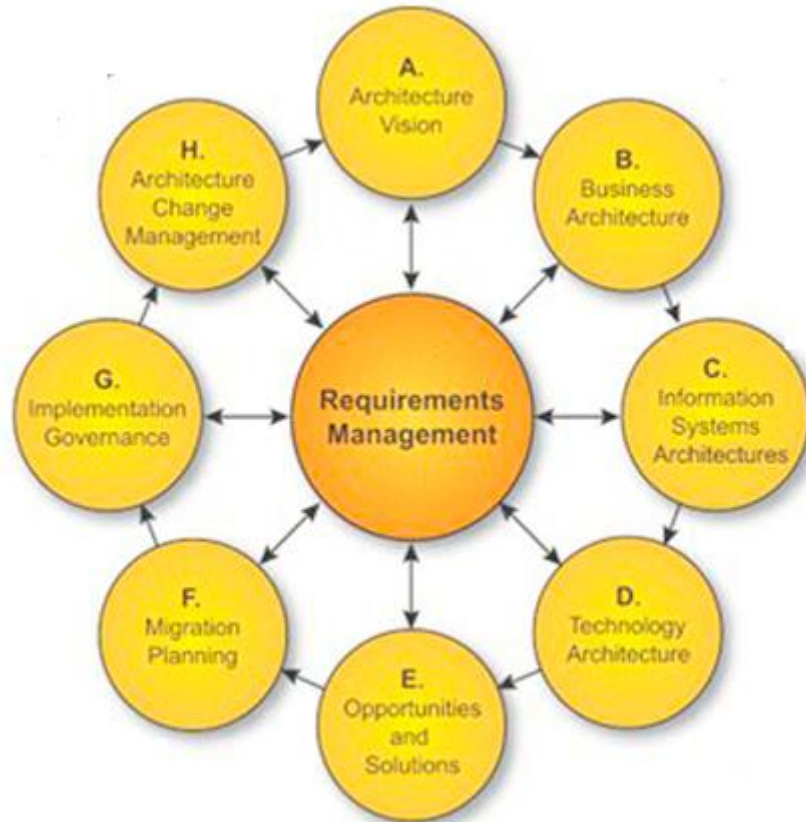 A.
Architecture
Vision
B.
Business
Architecture
C.
Information
Systems
Architectures
D.
Technology
Architecture
E.
Opportunities
and
Solutions
F.
Migration
Planning
G.
Implementation
Governance
H.
Architecture
Change
Management
Requirements
Management